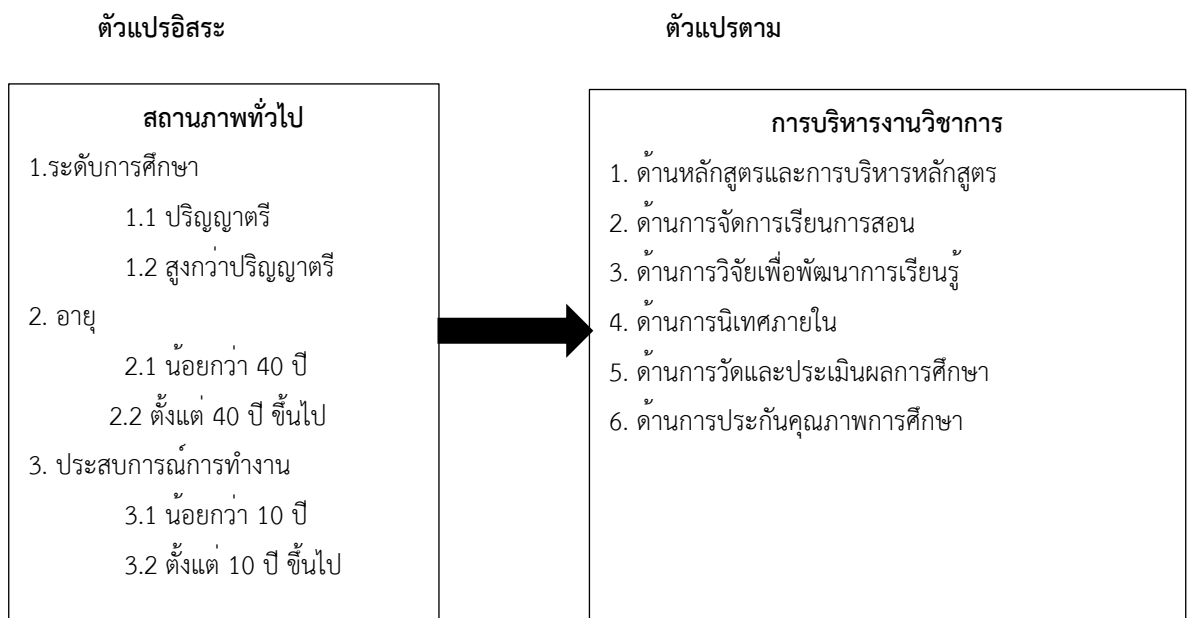 ตัวแปรอิสระ
ตัวแปรตาม
สถานภาพทั่วไป
1.ระดับการศึกษา
1.1 ปริญญาตรี
1.2 สูงกว่าปริญญาตรี
2. อายุ
2.1 น้อยกว่า 40 ปี
2.2 ตั้งแต่ 40 ปี ขึ้นไป
3. ประสบการณ์การทำงาน
3.1 น้อยกว่า 10 ปี
3.2 ตั้งแต่ 10 ปี ขึ้นไป
การบริหารงานวิชาการ
1. ด้านหลักสูตรและการบริหารหลักสูตร
2. ด้านการจัดการเรียนการสอน
3. ด้านการวิจัยเพื่อพัฒนาการเรียนรู้
4. ด้านการนิเทศภายใน
5. ด้านการวัดและประเมินผลการศึกษา
6. ด้านการประกันคุณภาพการศึกษา